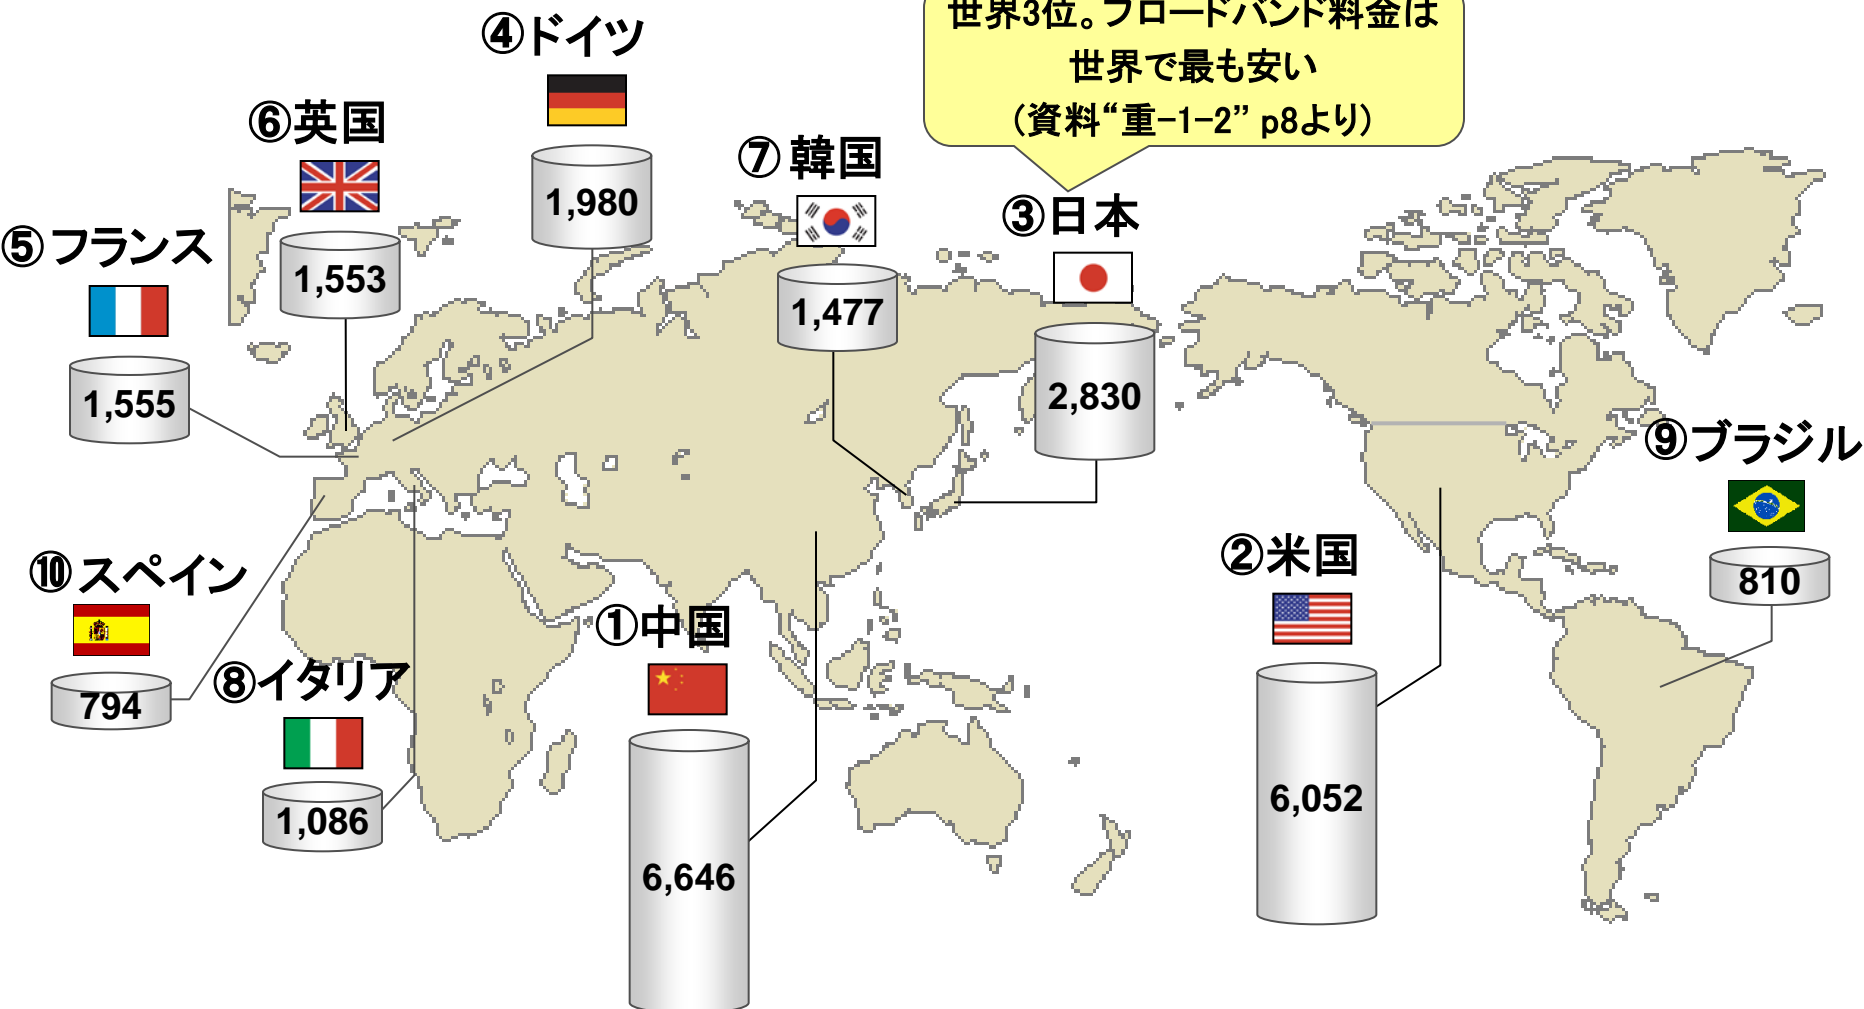 世界3位。ブロードバンド料金は
世界で最も安い
(資料“重-1-2” p8より)
④ドイツ
1,980
⑥英国
1,553
⑦韓国
1,477
③日本
2,830
⑤フランス
1,555
⑨ブラジル
810
②米国
6,052
⑩スペイン
794
①中国
6,646
⑧イタリア
1,086